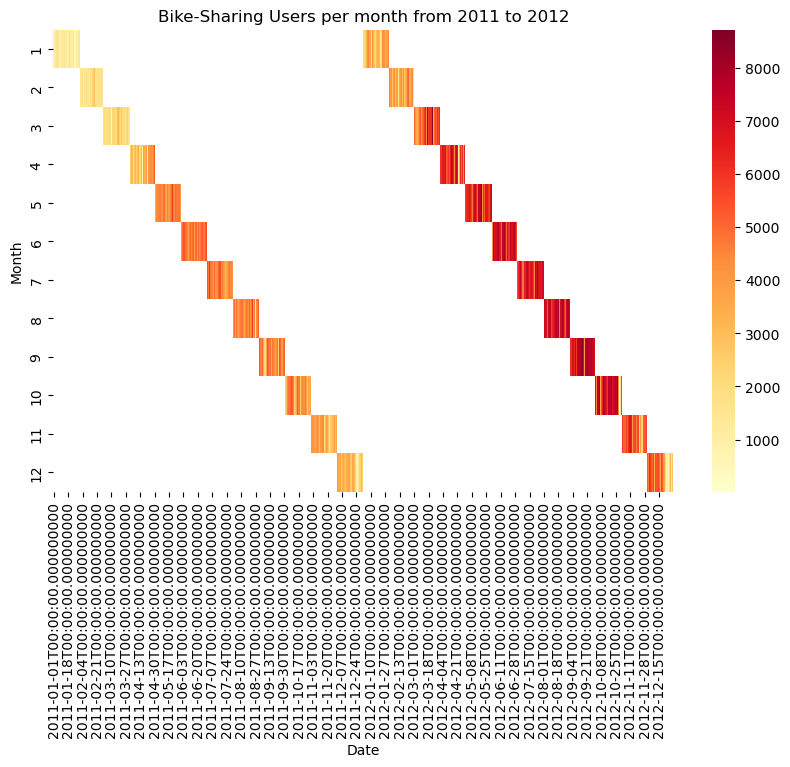 Bike-Sharing Users per month from 2011 to 2012
Month
1
2
3
4
5
6
7
8
9
10
11
12
8000
7000
6000
5000
4000
3000
2000
1000
2011-01-01T00:00:00.000000000
2011-01-18T00:00:00.000000000
2011-02-04T00:00:00.000000000
2011-02-21T00:00:00.000000000
2011-03-10T00:00:00.000000000
2011-03-27T00:00:00.000000000
2011-04-13T00:00:00.000000000
2011-04-30T00:00:00.000000000
2011-05-17T00:00:00.000000000
2011-06-03T00:00:00.000000000
2011-06-20T00:00:00.000000000
2011-07-07T00:00:00.000000000
2011-07-24T00:00:00.000000000
2011-08-10T00:00:00.000000000
2011-08-27T00:00:00.000000000
2011-09-13T00:00:00.000000000
2011-09-30T00:00:00.000000000
2011-10-17T00:00:00.000000000
2011-11-03T00:00:00.000000000
2011-11-20T00:00:00.000000000
2011-12-07T00:00:00.000000000
2011-12-24T00:00:00.000000000
2012-01-10T00:00:00.000000000
2012-01-27T00:00:00.000000000
2012-02-13T00:00:00.000000000
2012-03-01T00:00:00.000000000
2012-03-18T00:00:00.000000000
2012-04-04T00:00:00.000000000
2012-04-21T00:00:00.000000000
2012-05-08T00:00:00.000000000
2012-05-25T00:00:00.000000000
2012-06-11T00:00:00.000000000
2012-06-28T00:00:00.000000000
2012-07-15T00:00:00.000000000
2012-08-01T00:00:00.000000000
2012-08-18T00:00:00.000000000
2012-09-04T00:00:00.000000000
2012-09-21T00:00:00.000000000
2012-10-08T00:00:00.000000000
2012-10-25T00:00:00.000000000
2012-11-11T00:00:00.000000000
2012-11-28T00:00:00.000000000
2012-12-15T00:00:00.000000000
Date